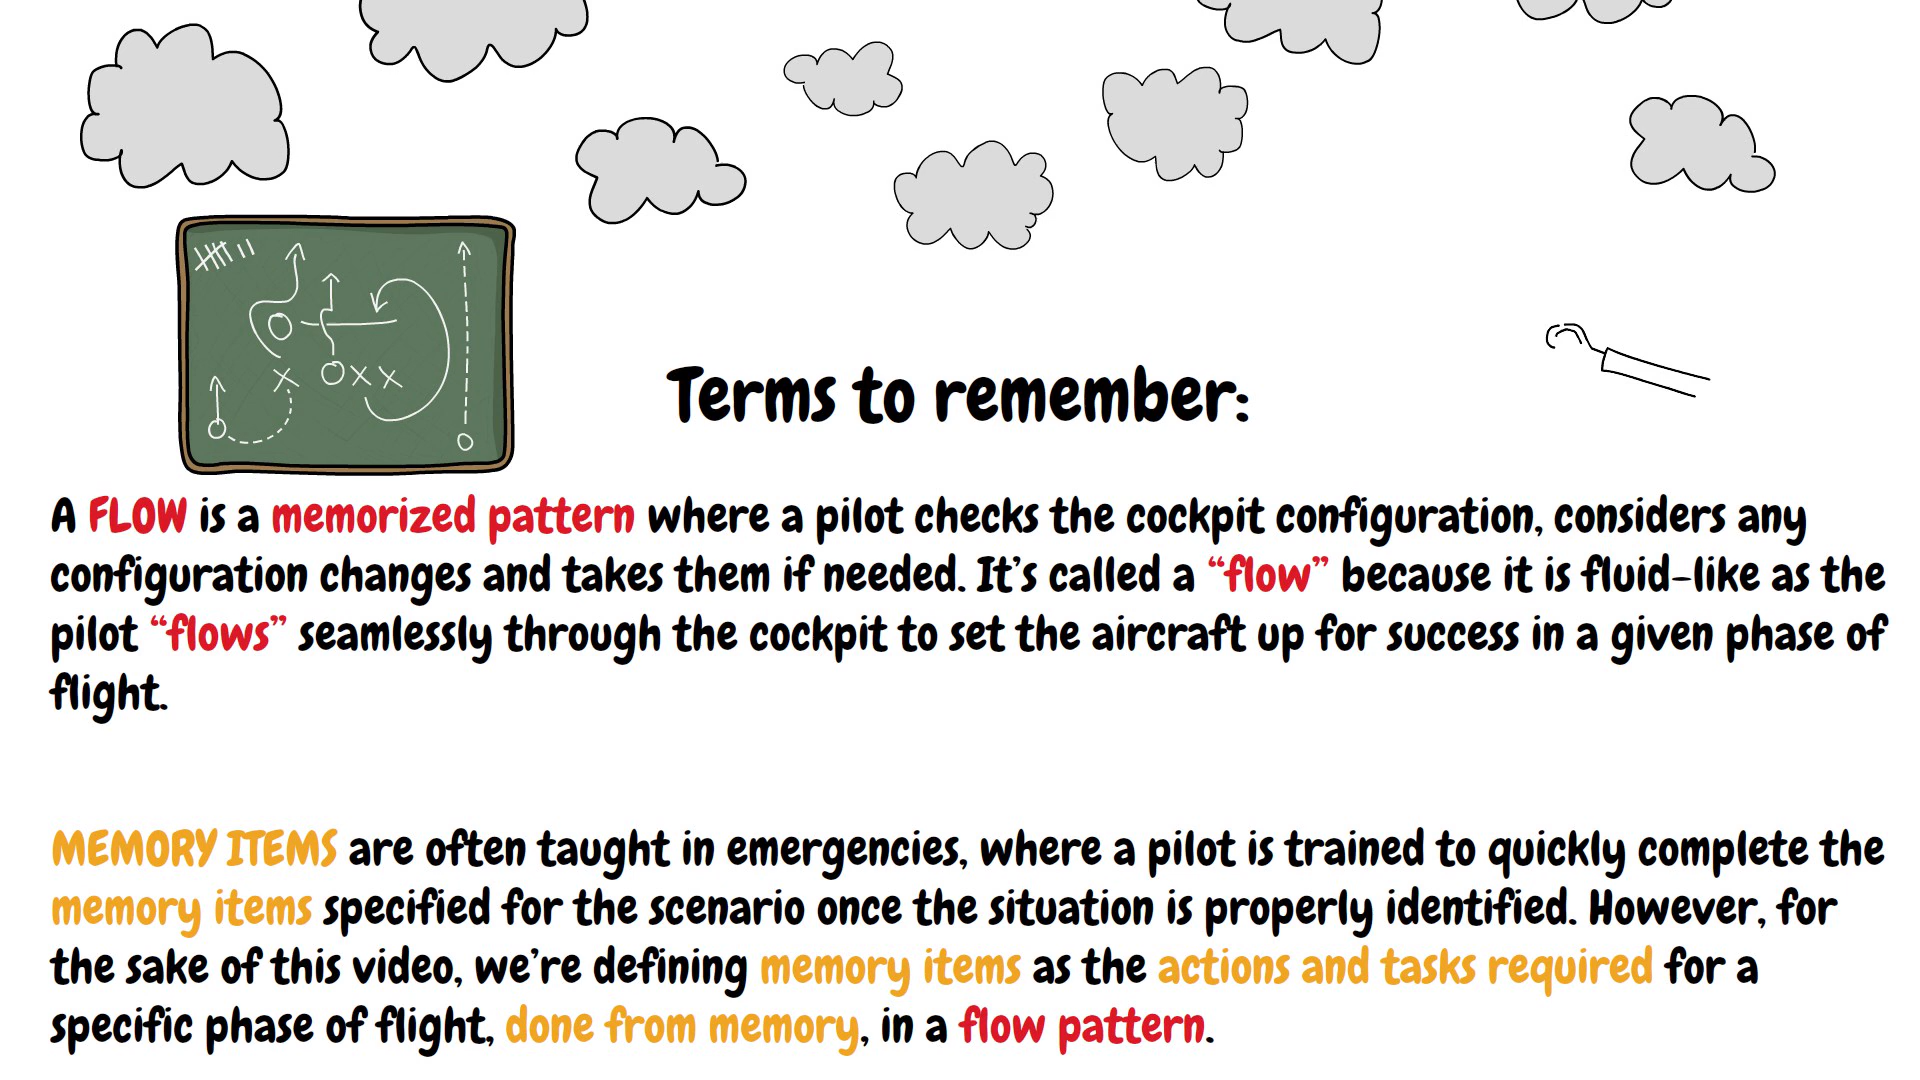 Terms to remember:
A FLOW is a memorized pattern where a pilot checks the cockpit configuration, considers any
configuration changes and takes them if needed. It’s called a “flow” because it is fluid-like as the
pilot “flows” seamlessly through the cockpit to set the aircraft up for success in a given phase of
flight.
MEMORY ITEMS are often taught in emergencies, where a pilot is trained to quickly complete the
memory items specified for the scenario once the situation is properly identified. However, for
the sake of this video, we’re defining memory items as the actions and tasks required for a
specific phase of flight, done from memory, in a flow pattern.